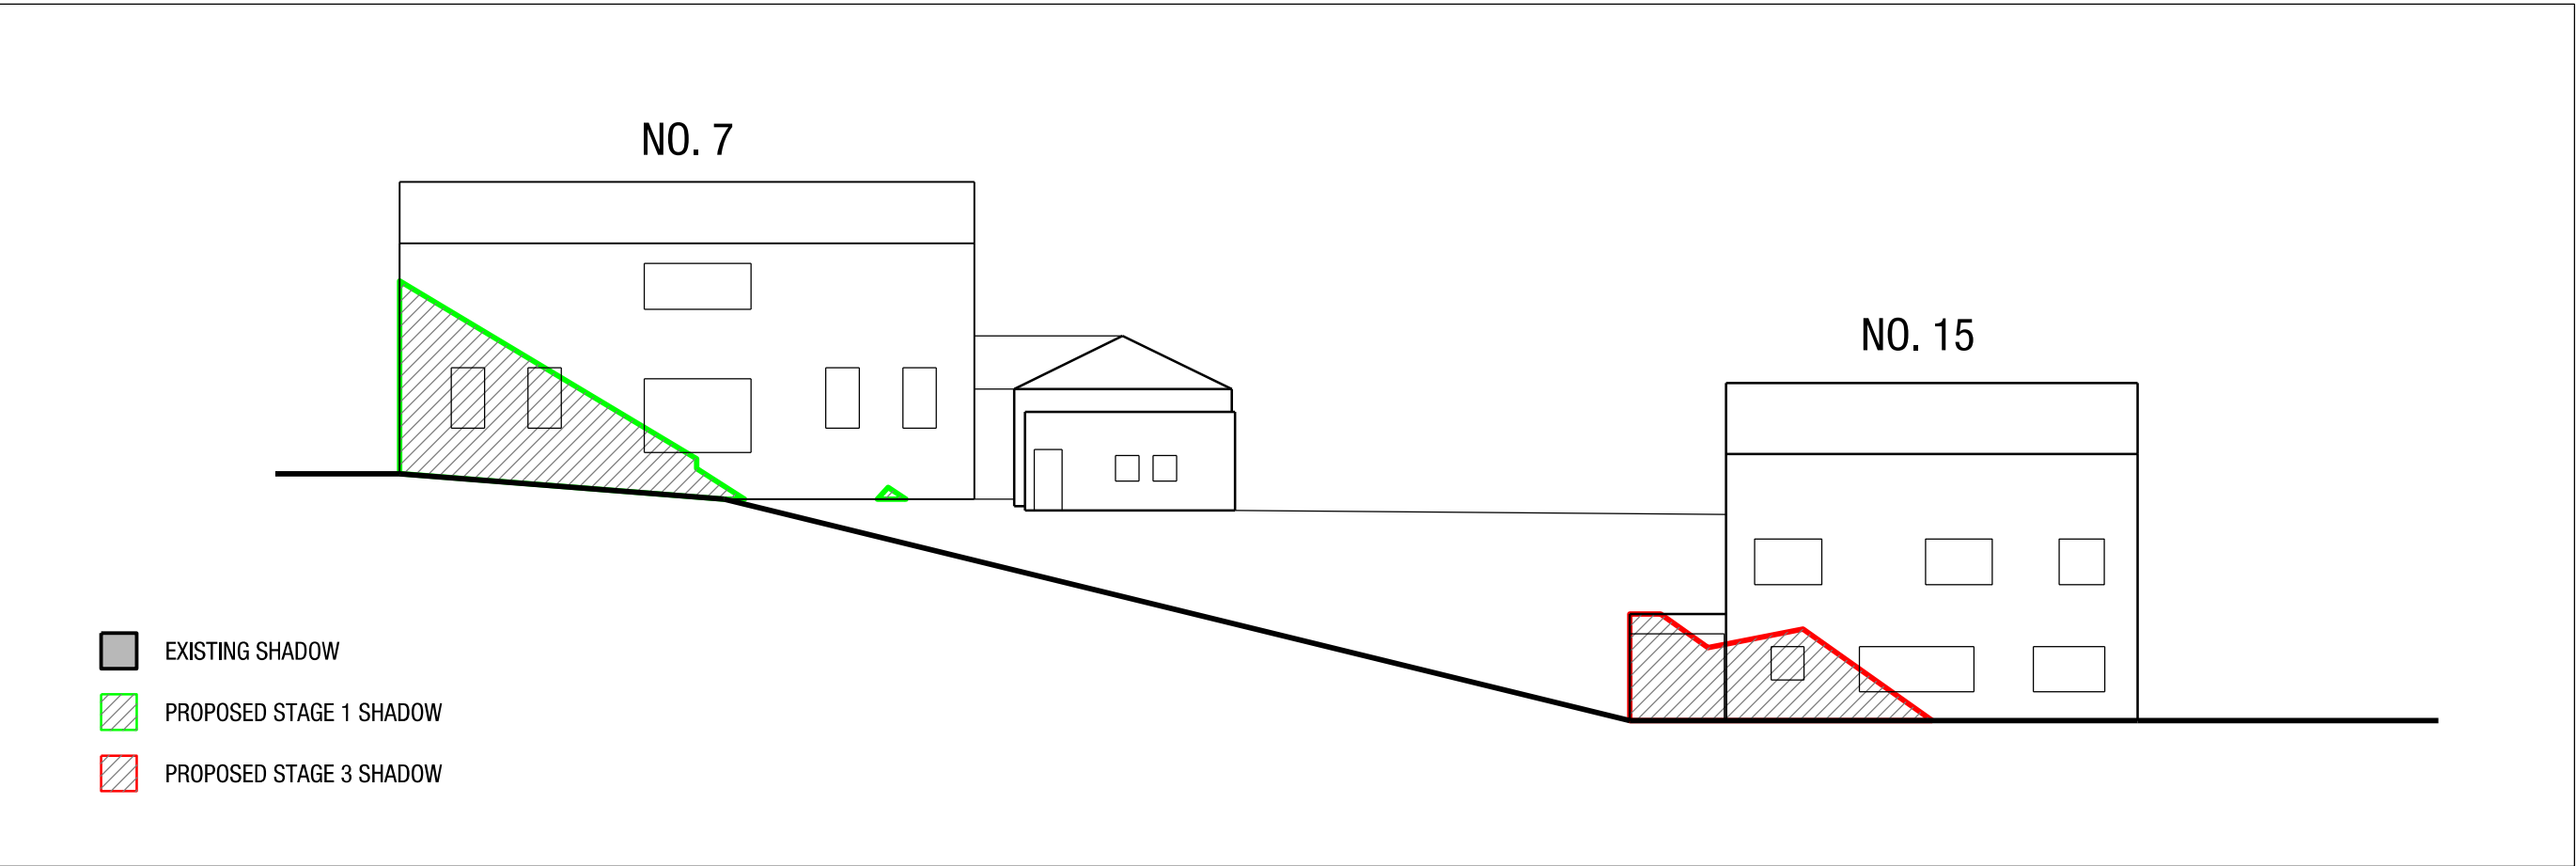 NO. 7
NO. 15
EXISTING SHADOW
PROPOSED STAGE 1 SHADOW
PROPOSED STAGE 3 SHADOW